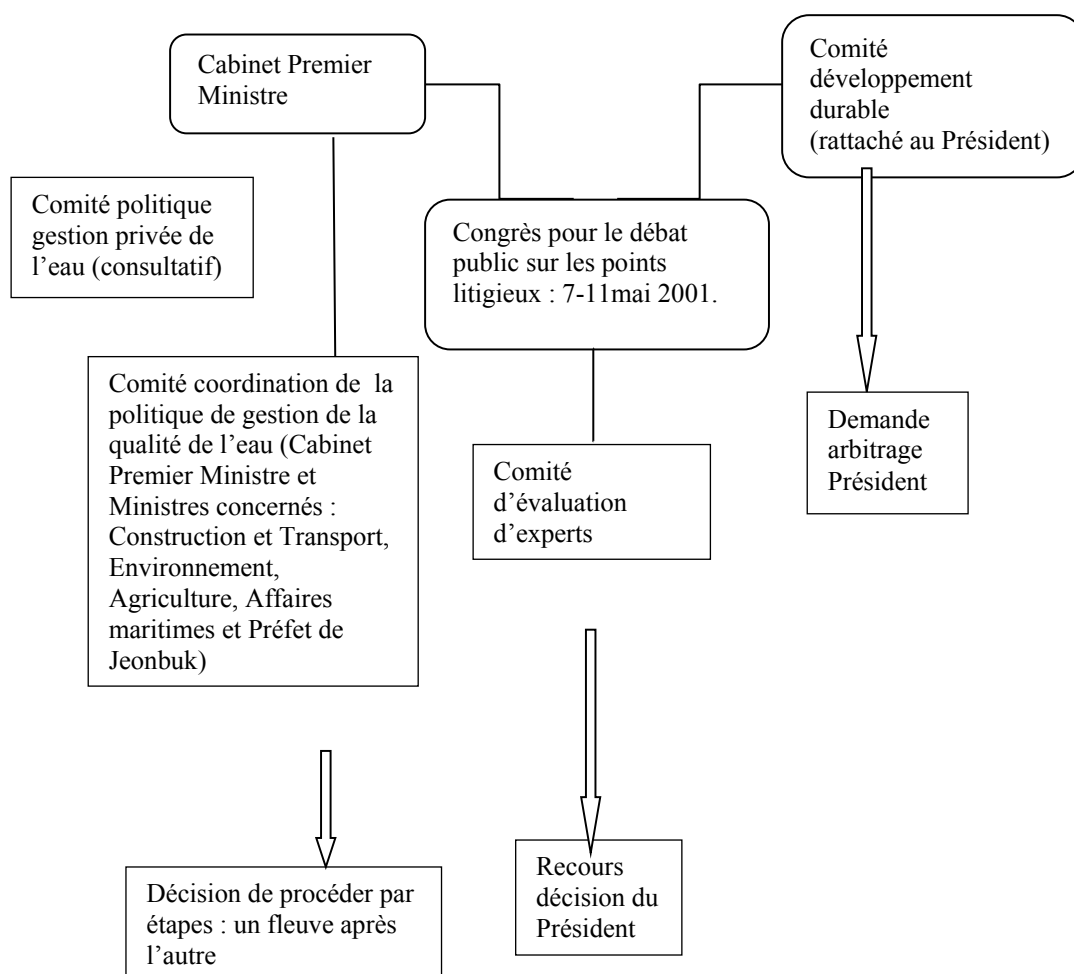 Cabinet Premier
Ministre
Comité
développement
durable
(rattaché au Président)
Comité politique
gestion privée de
l’eau (consultatif)
Congrès pour le débat
public sur les points
litigieux : 7-11mai 2001.
Comité coordination de  la
politique de gestion de la
qualité de l’eau (Cabinet
Premier Ministre et
Ministres concernés :
Construction et Transport,
Environnement,
Agriculture, Affaires
maritimes et Préfet de
Jeonbuk)
Comité
d’évaluation
d’experts
Demande
arbitrage
Président
Décision de procéder par
étapes : un fleuve après
l’autre
Recours
décision du
Président